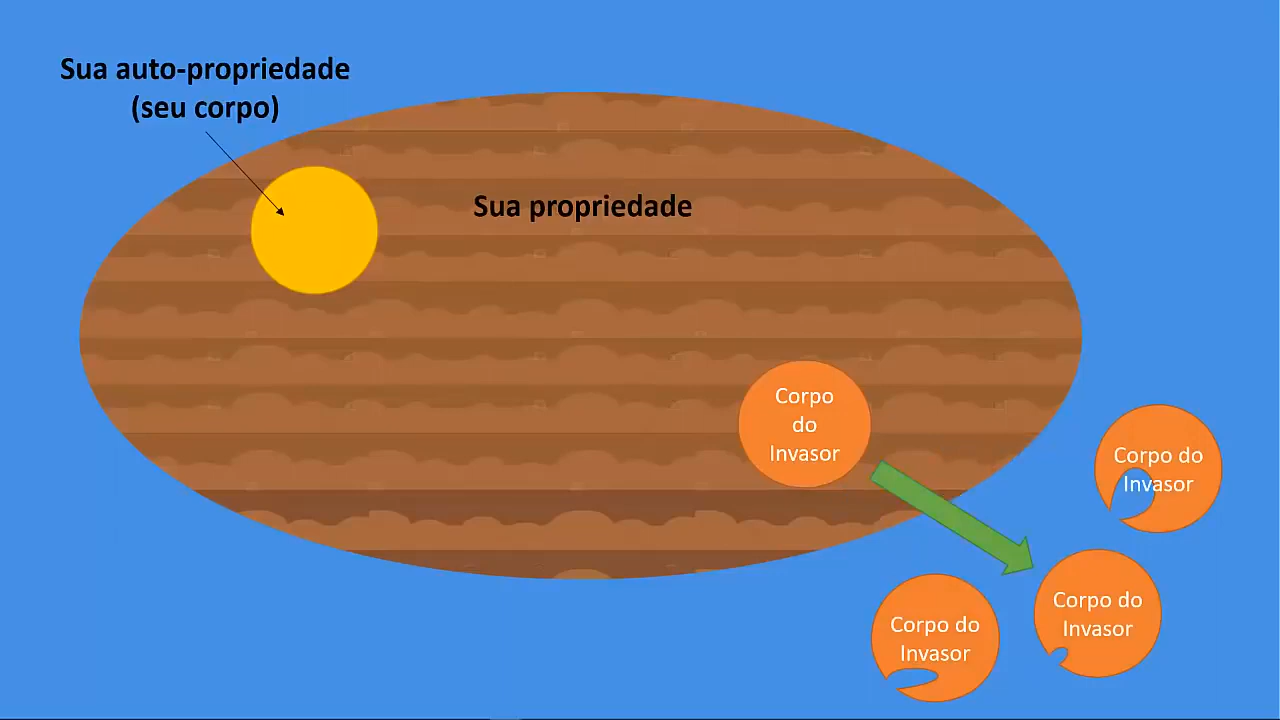 Sua auto-propriedade
(seu corpo)
Sua propriedade
Corpo
do
Invasor
Corpo do
Invasor
Corpo do
Invasor
Corpo do
Invasor